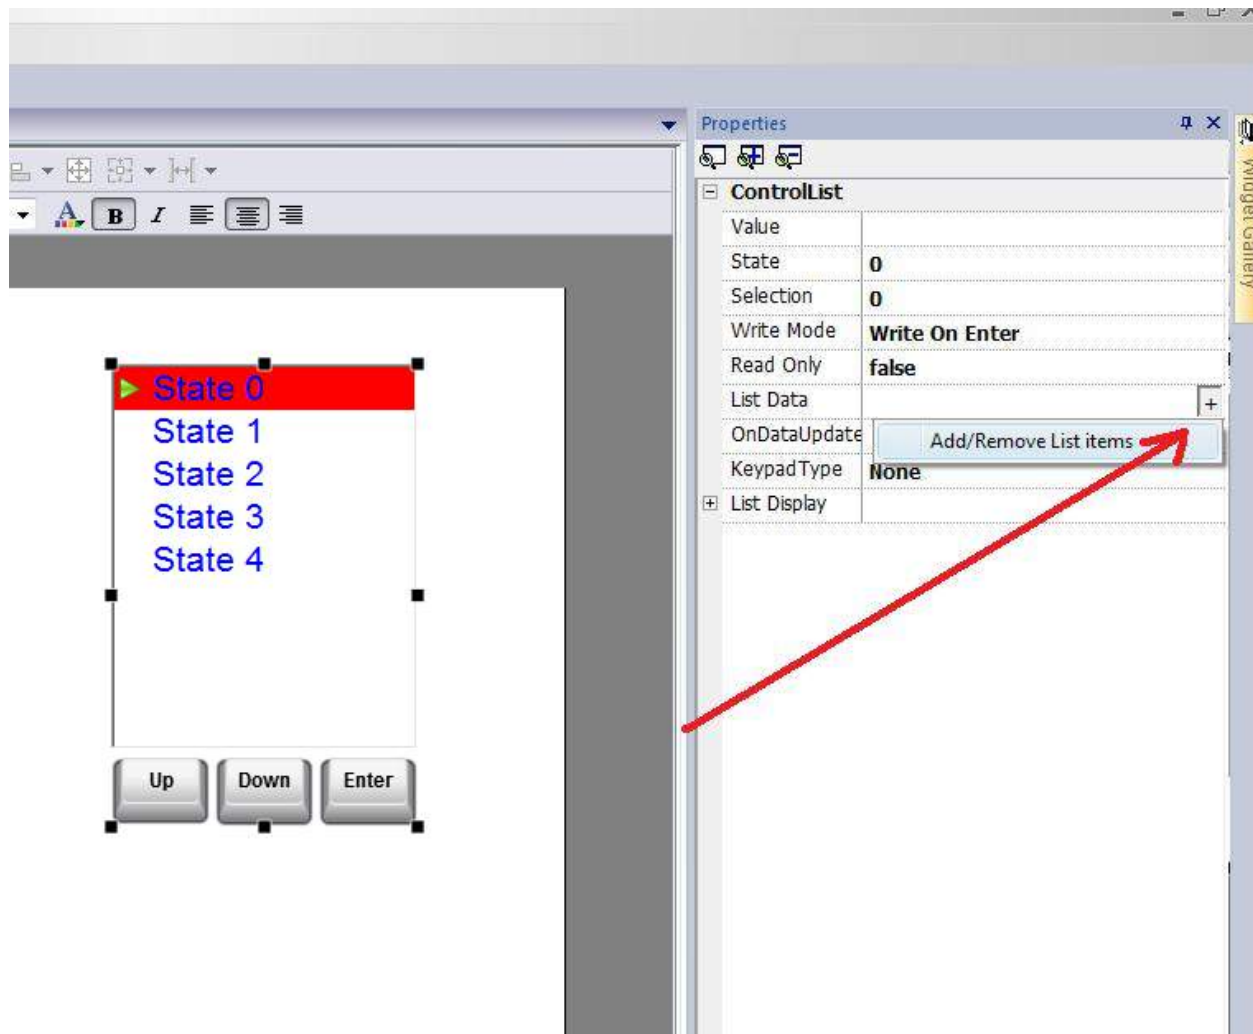 Properties
Widget Gallery
B I
ControlList
Value
State 0
Selection 0
Write Mode Write On Enter
Read Only false
List Data +
OnDataUpdate
Add/Remove List items
KeypadType None
List Display
State 0
State 1
State 2
State 3
State 4
Up Down Enter